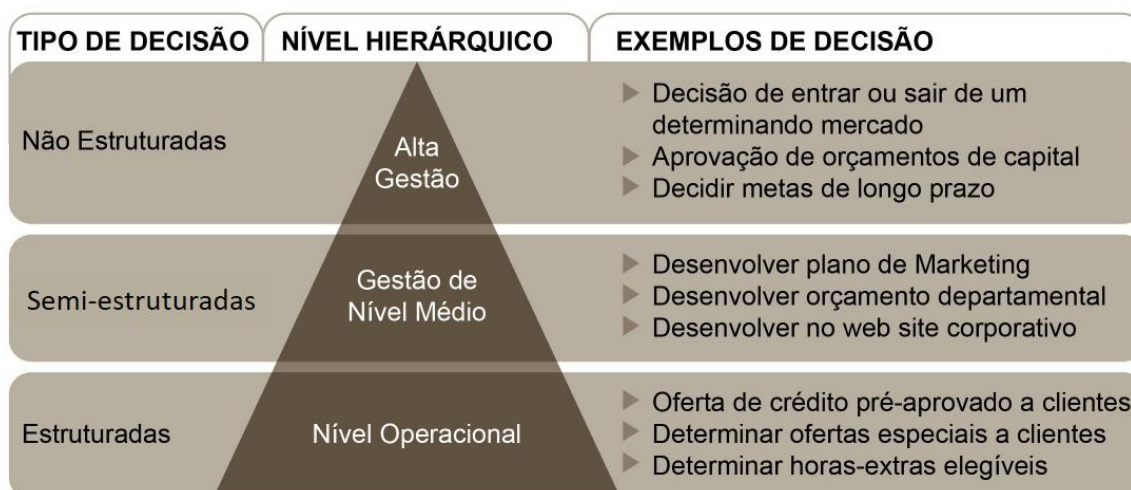 TIPO DE DECISÃO
NÍVEL HIERÁRQUICO
EXEMPLOS DE DECISÃO
Não Estruturadas
Alta
Gestão
Decisão de entrar ou sair de um
determinando mercado
Aprovação de orçamentos de capital
Decidir metas de longo prazo
Semi-estruturadas
Gestão de
Nível Médio
Desenvolver plano de Marketing
Desenvolver orçamento departamental
Desenvolver no web site corporativo
Estruturadas
Nível Operacional
Oferta de crédito pré-aprovado a clientes
Determinar ofertas especiais a clientes
Determinar horas-extras elegíveis